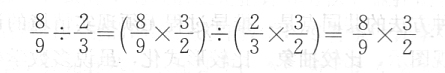 8/9 ÷ 2/3 = (8/9 × 3/2) ÷ (2/3 × 3/2) = 8/9 × 3/2